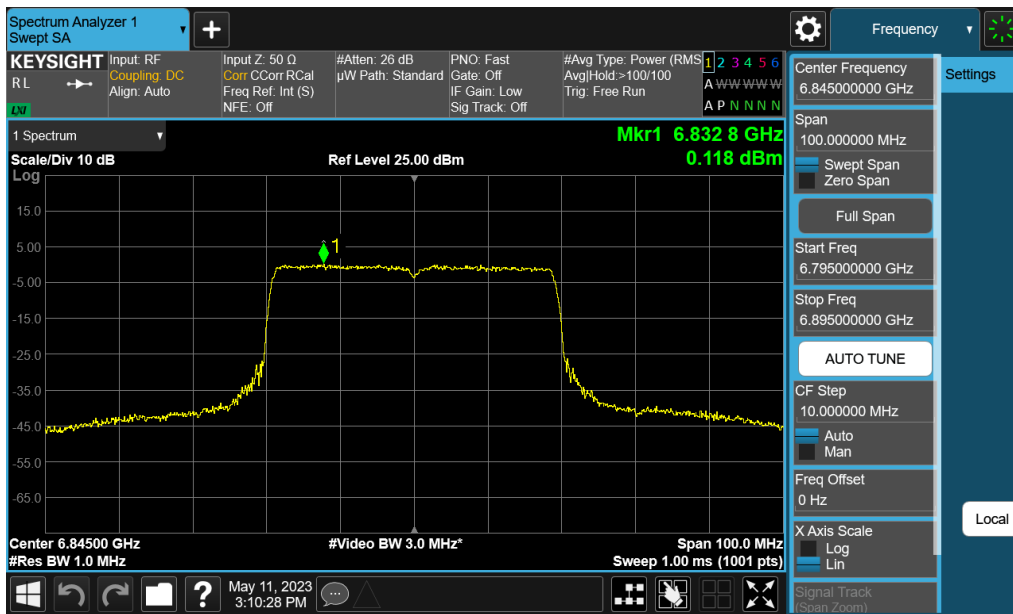 Spectrum Analyzer 1
Swept SA
Frequency
KEYSIGHT
R L
LXI
Input: RF
Coupling: DC
Align: Auto
Input Z: 50 Ω
Corr CCorr RCal
Freq Ref: Int (S)
NFE: Off
#Atten: 26 dB
µW Path: Standard
PNO: Fast
Gate: Off
IF Gain: Low
Sig Track: Off
#Avg Type: Power (RMS
Avg|Hold:>100/100
Trig: Free Run
1 2 3 4 5 6
A W W W W W
A P N N N N
1 Spectrum
Scale/Div 10 dB
Ref Level 25.00 dBm
Mkr1 6.832 8 GHz
0.118 dBm
Log
15.0
5.00
-5.00
-15.0
-25.0
-35.0
-45.0
-55.0
-65.0
1
Center 6.84500 GHz
#Video BW 3.0 MHz*
Span 100.0 MHz
#Res BW 1.0 MHz
Sweep 1.00 ms (1001 pts)
Center Frequency
6.845000000 GHz
Span
100.000000 MHz
Swept Span
Zero Span
Full Span
Start Freq
6.795000000 GHz
Stop Freq
6.895000000 GHz
AUTO TUNE
CF Step
10.000000 MHz
Auto
Man
Freq Offset
0 Hz
X Axis Scale
Log
Lin
Signal Track
(Span Zoom)
Settings
Local
?
May 11, 2023
3:10:28 PM